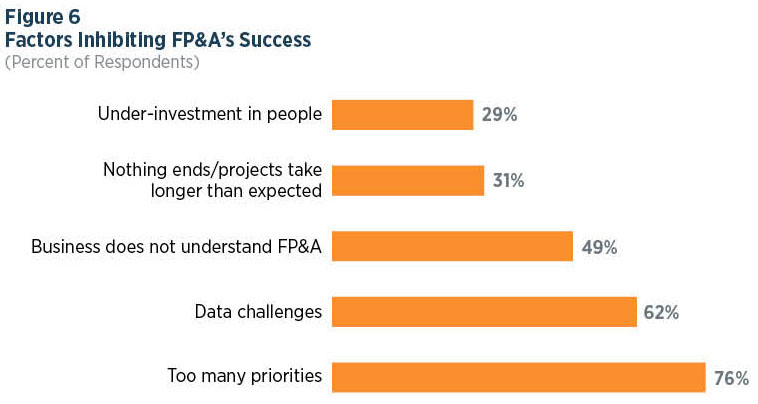 Figure 6
Factors Inhibiting FP&A's Success
(Percent of Respondents)
Under-investment in people
29%
Nothing ends/projects take
longer than expected
31%
Business does not understand FP&A
49%
Data challenges
62%
Too many priorities
76%